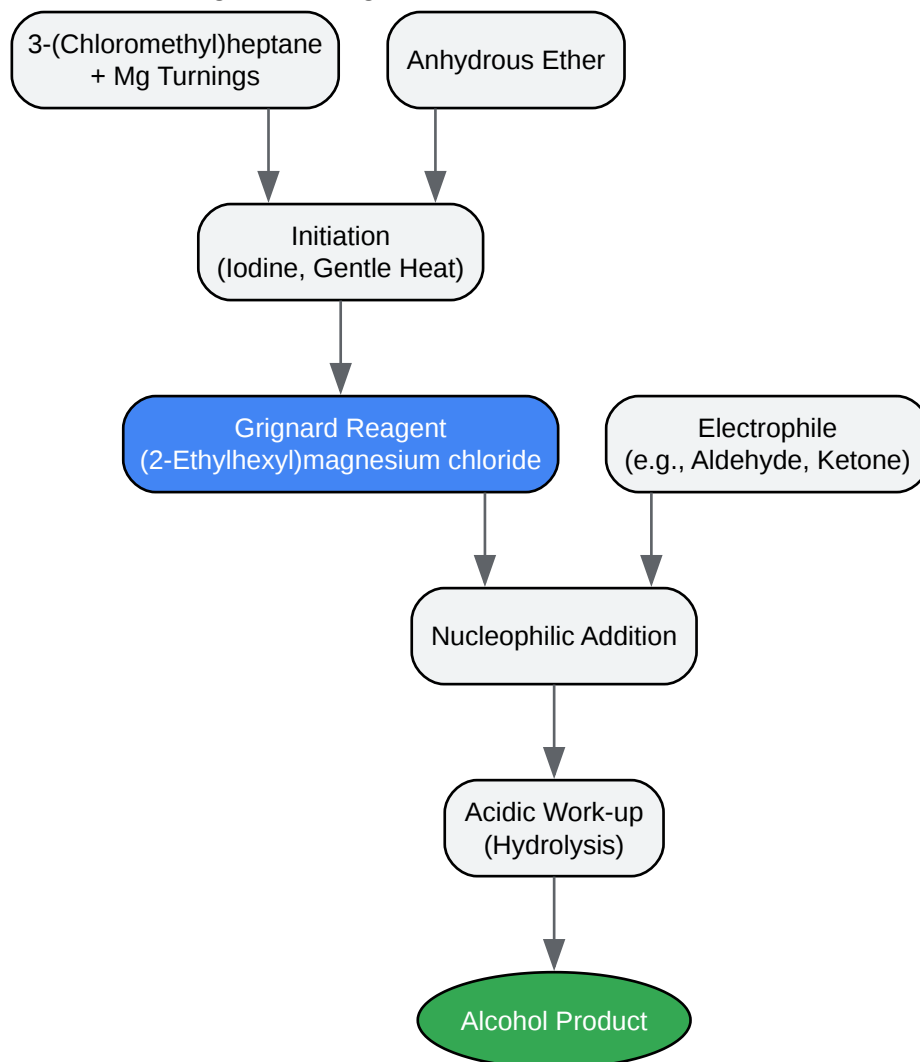 3-(Chloromethyl)heptane
+ Mg Turnings
Anhydrous Ether
Initiation
(Iodine, Gentle Heat)
Grignard Reagent
(2-Ethylhexyl)magnesium chloride
Electrophile
(e.g., Aldehyde, Ketone)
Nucleophilic Addition
Acidic Work-up
(Hydrolysis)
Alcohol Product